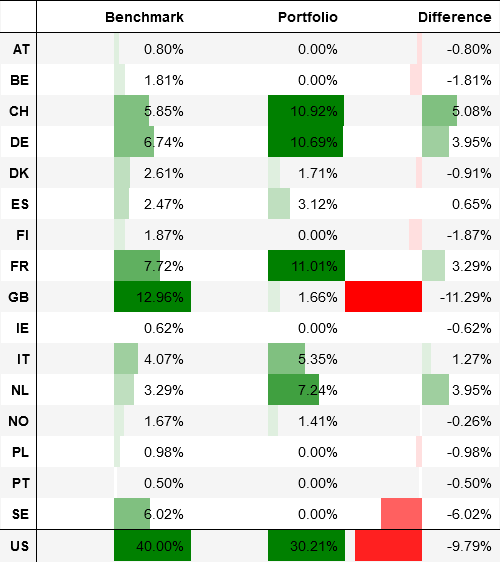 Benchmark Portfolio Difference
AT 0.80% 0.00% -0.80%
BE 1.81% 0.00% -1.81%
CH 5.85% 10.92% 5.08%
DE 6.74% 10.69% 3.95%
DK 2.61% 1.71% -0.91%
ES 2.47% 3.12% 0.65%
FI 1.87% 0.00% -1.87%
FR 7.72% 11.01% 3.29%
GB 12.96% 1.66% -11.29%
IE 0.62% 0.00% -0.62%
IT 4.07% 5.35% 1.27%
NL 3.29% 7.24% 3.95%
NO 1.67% 1.41% -0.26%
PL 0.98% 0.00% -0.98%
PT 0.50% 0.00% -0.50%
SE 6.02% 0.00% -6.02%
US 40.00% 30.21% -9.79%